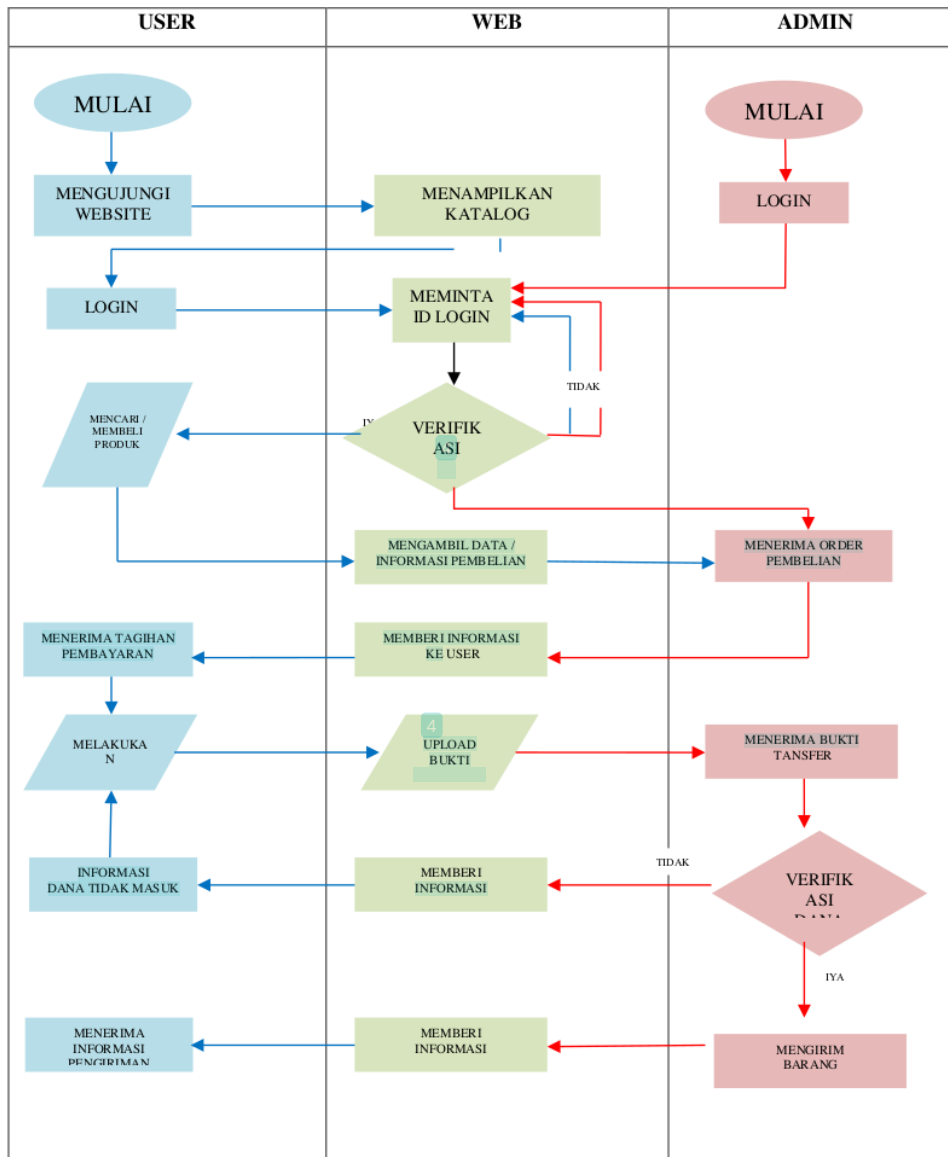 USER
WEB
ADMIN
MULAI
MULAI
MENGUJUNGI
WEBSITE
MENAMPILKAN
KATALOG
LOGIN
LOGIN
MEMINTA
ID LOGIN
TIDAK
MENCARI /
MEMBELI
PRODUK
VERIFIK
ASI
MENGAMBIL DATA /
INFORMASI PEMBELIAN
MENERIMA ORDER
PEMBELIAN
MENERIMA TAGIHAN
PEMBAYARAN
MEMBERI INFORMASI
KE USER
MELAKUKA
N
4
UPLOAD
BUKTI
MENERIMA BUKTI
TANSFER
TIDAK
INFORMASI
DANA TIDAK MASUK
MEMBERI
INFORMASI
VERIFIK
ASI
DANA
IYA
MENERIMA
INFORMASI
PENGIRIMAN
MEMBERI
INFORMASI
MENGIRIM
BARANG